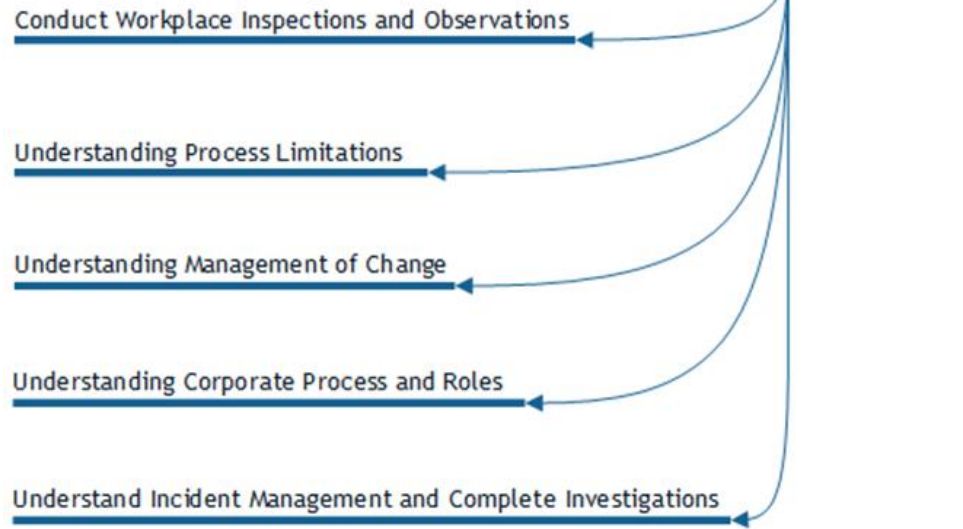 Conduct Workplace Inspections and Observations
Understanding Process Limitations
Understanding Management of Change
Understanding Corporate Process and Roles
Understand Incident Management and Complete Investigations